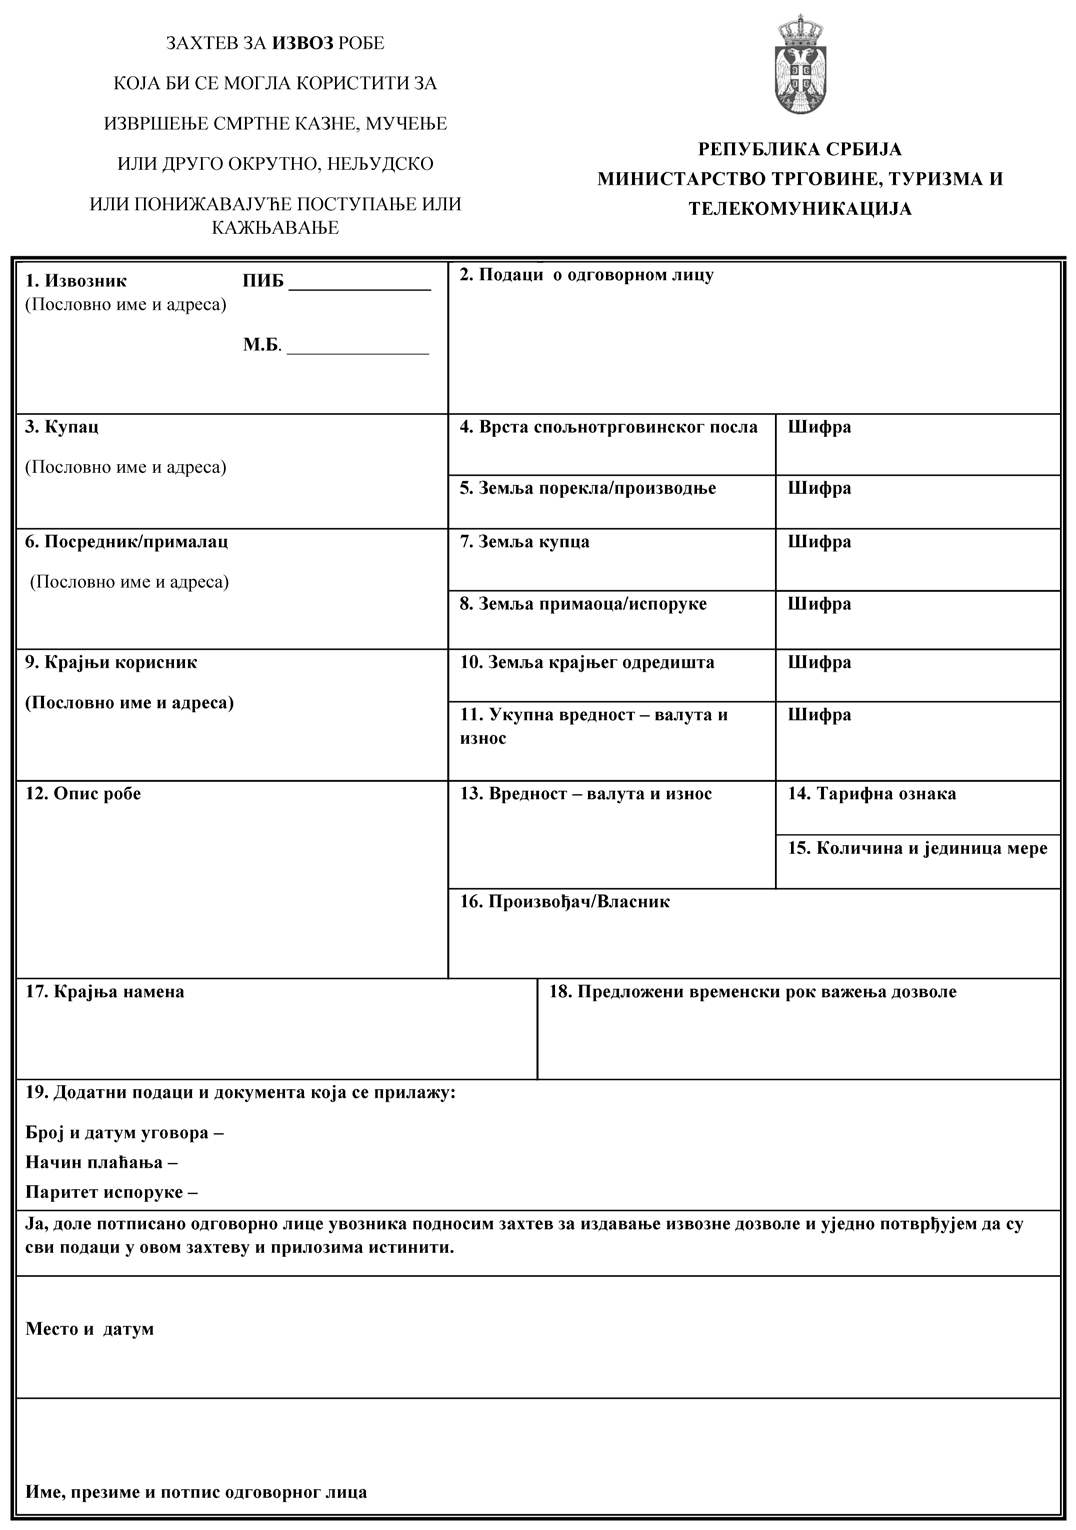 ЗАХТЕВ ЗА ИЗВОЗ РОБЕ
КОЈА БИ СЕ МОГЛА КОРИСТИТИ ЗА
ИЗВРШЕЊЕ СМРТНЕ КАЗНЕ, МУЧЕЊЕ
ИЛИ ДРУГО ОКРУТНО, НЕЉУДСКО
ИЛИ ПОНИЖАВАЈУЋЕ ПОСТУПАЊЕ ИЛИ
КАЖЊАВАЊЕ
РЕПУБЛИКА СРБИЈА
МИНИСТАРСТВО ТРГОВИНЕ, ТУРИЗМА И
ТЕЛЕКОМУНИКАЦИЈА
1. Извозник ПИБ _______________
(Пословно име и адреса)
М.Б. _______________
2. Подаци о одговорном лицу
3. Купац
(Пословно име и адреса)
4. Врста спољнотрговинског посла
Шифра
5. Земља порекла/производње
Шифра
6. Посредник/прималац
(Пословно име и адреса)
7. Земља купца
Шифра
8. Земља примаоца/испоруке
Шифра
9. Крајњи корисник
(Пословно име и адреса)
10. Земља крајњег одредишта
Шифра
11. Укупна вредност – валута и
износ
Шифра
12. Опис робе
13. Вредност – валута и износ
14. Тарифна ознака
15. Количина и јединица мере
16. Произвођач/Власник
17. Крајња намена
18. Предложени временски рок важења дозволе
19. Додатни подаци и документа која се прилажу:
Број и датум уговора –
Начин плаћања –
Паритет испоруке –
Ја, доле потписано одговорно лице увозника подносим захтев за издавање извозне дозволе и уједно потврђујем да су
сви подаци у овом захтеву и прилозима истинити.
Место и датум
Име, презиме и потпис одговорног лица